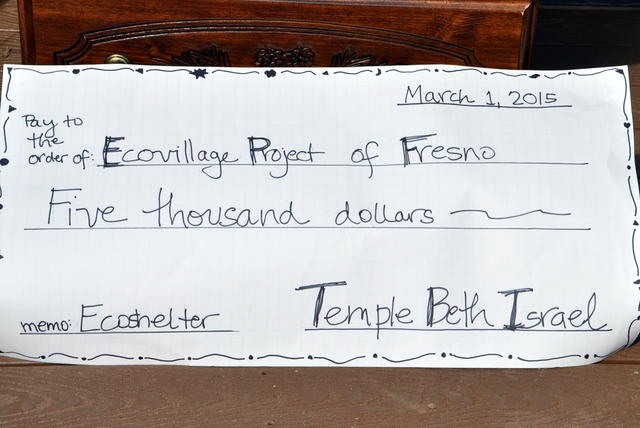 March 1, 2015
Pay to
the
order of: Ecovillage Project of Fresno
Five thousand dollars
memo: Ecoshelter
Temple Beth Israel